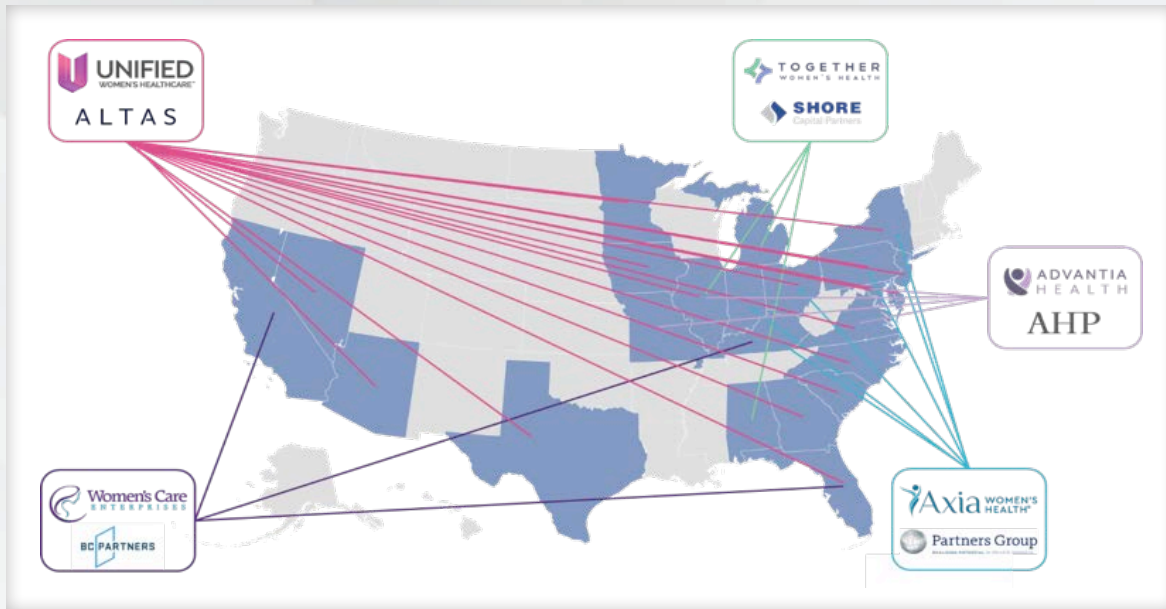 UNIFIED
WOMEN'S HEALTHCARE
ALTAS
TOGETHER
WOMEN'S HEALTH
SHORE
Capital Partners
ADVANTIA
HEALTH
AHP
Women's Care
ENTERPRISES
BC PARTNERS
Axia WOMEN'S
HEALTH
Partners Group